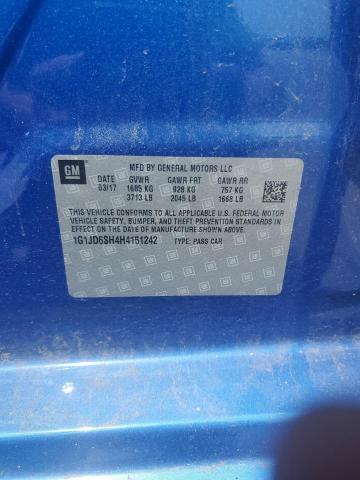 GM
MFD BY GENERAL MOTORS LLC
DATE GVWR GAWR FRT GAWR RR
03/17 1685 KG 928 KG 757 KG
3713 LB 2045 LB 1668 LB
THIS VEHICLE CONFORMS TO ALL APPLICABLE U.S. FEDERAL MOTOR
VEHICLE SAFETY, BUMPER, AND THEFT PREVENTION STANDARDS IN
EFFECT ON THE DATE OF MANUFACTURE SHOWN ABOVE.
1G1JD6SH4H4151242 TYPE: PASS CAR